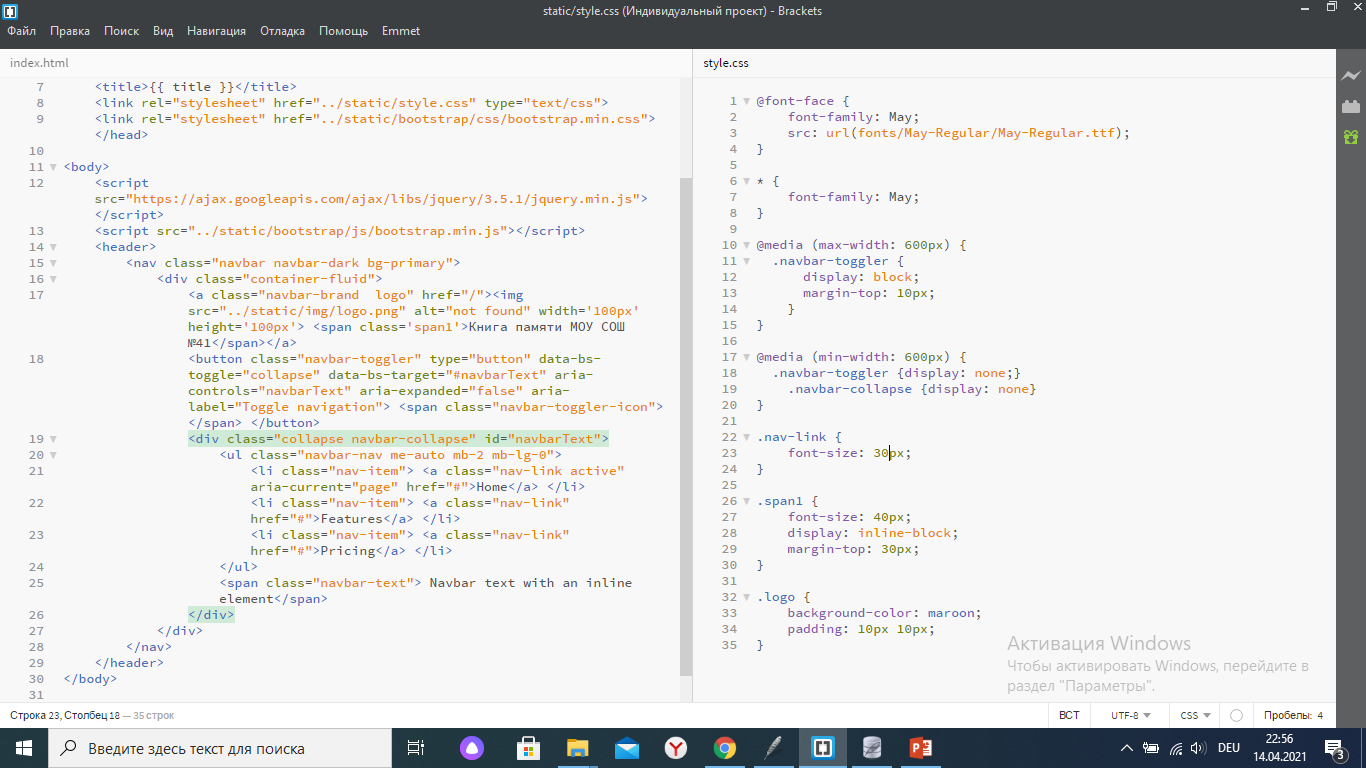 static/style.css (Индивидуальный проект) - Brackets
Файл Правка Поиск Вид Навигация Отладка Помощь Emmet
index.html
7 <title>{{ title }}</title>
8 <link rel="stylesheet" href="../static/style.css" type="text/css">
9 <link rel="stylesheet" href="../static/bootstrap/css/bootstrap.min.css">
</head>
10
11 <body>
12 <script
src="https://ajax.googleapis.com/ajax/libs/jquery/3.5.1/jquery.min.js">
</script>
13 <script src="../static/bootstrap/js/bootstrap.min.js"></script>
14 <header>
15 <nav class="navbar navbar-dark bg-primary">
16 <div class="container-fluid">
17 <a class="navbar-brand  logo" href="/"><img
src="../static/img/logo.png" alt="not found" width='100px'
height='100px'> <span class='span1'>Книга памяти МОУ СОШ
№41</span></a>
18 <button class="navbar-toggler" type="button" data-bs-
toggle="collapse" data-bs-target="#navbarText" aria-
controls="navbarText" aria-expanded="false" aria-
label="Toggle navigation"> <span class="navbar-toggler-icon">
</span> </button>
19 <div class="collapse navbar-collapse" id="navbarText">
20 <ul class="navbar-nav me-auto mb-2 mb-lg-0">
21 <li class="nav-item"> <a class="nav-link active"
aria-current="page" href="#">Home</a> </li>
22 <li class="nav-item"> <a class="nav-link"
href="#">Features</a> </li>
23 <li class="nav-item"> <a class="nav-link"
href="#">Pricing</a> </li>
24 </ul>
25 <span class="navbar-text"> Navbar text with an inline
element</span>
26 </div>
27 </div>
28 </nav>
29 </header>
30 </body>
31
style.css
1 @font-face {
2 font-family: May;
3 src: url(fonts/May-Regular/May-Regular.ttf);
4 }
5
6 * {
7 font-family: May;
8 }
9
10 @media (max-width: 600px) {
11 .navbar-toggler {
12 display: block;
13 margin-top: 10px;
14 }
15 }
16
17 @media (min-width: 600px) {
18 .navbar-toggler {display: none;}
19 .navbar-collapse {display: none}
20 }
21
22 .nav-link {
23 font-size: 30px;
24 }
25
26 .span1 {
27 font-size: 40px;
28 display: inline-block;
29 margin-top: 30px;
30 }
31
32 .logo {
33 background-color: maroon;
34 padding: 10px 10px;
35 }
Активация Windows
Чтобы активировать Windows, перейдите в
раздел "Параметры".
Строка 23, Столбец 18 — 35 строк
ВСТ UTF-8 CSS Пробелы: 4
Введите здесь текст для поиска
DEU
22:56
14.04.2021
3